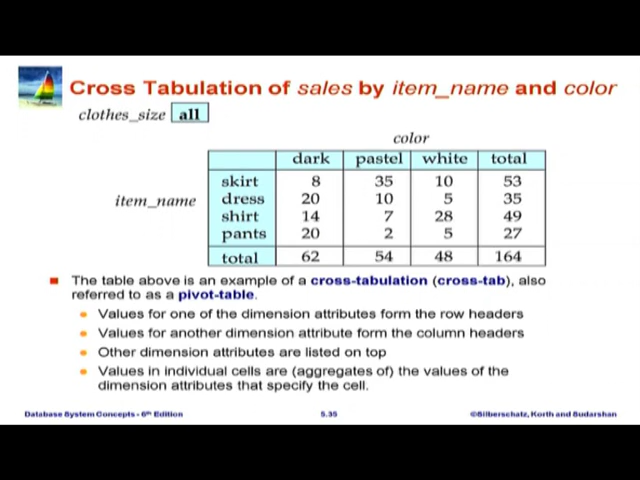 Cross Tabulation of sales by item_name and color
clothes_size all
color
dark pastel white total
item_name
skirt 8 35 10 53
dress 20 10 5 35
shirt 14 7 28 49
pants 20 2 5 27
total 62 54 48 164
The table above is an example of a cross-tabulation (cross-tab), also
referred to as a pivot-table.
Values for one of the dimension attributes form the row headers
Values for another dimension attribute form the column headers
Other dimension attributes are listed on top
Values in individual cells are (aggregates of) the values of the
dimension attributes that specify the cell.
Database System Concepts - 6th Edition 5.35 ©Silberschatz, Korth and Sudarshan